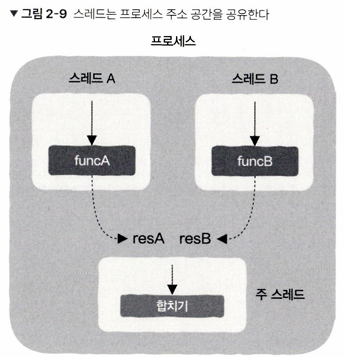 ▼ 그림 2-9 스레드는 프로세스 주소 공간을 공유한다
프로세스
스레드 A 스레드 B
funcA funcB
resA resB
주 스레드
합치기